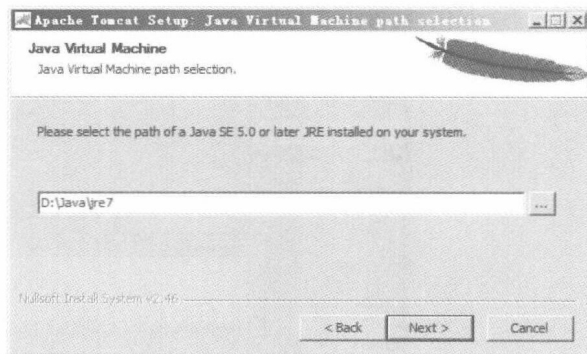 Apache Tomcat Setup: Java Virtual Machine path selection
Java Virtual Machine
Java Virtual Machine path selection.
Please select the path of a Java SE 5.0 or later JRE installed on your system.
D:\Java\jre7
...
Nullsoft Install System v2.46
< Back
Next >
Cancel